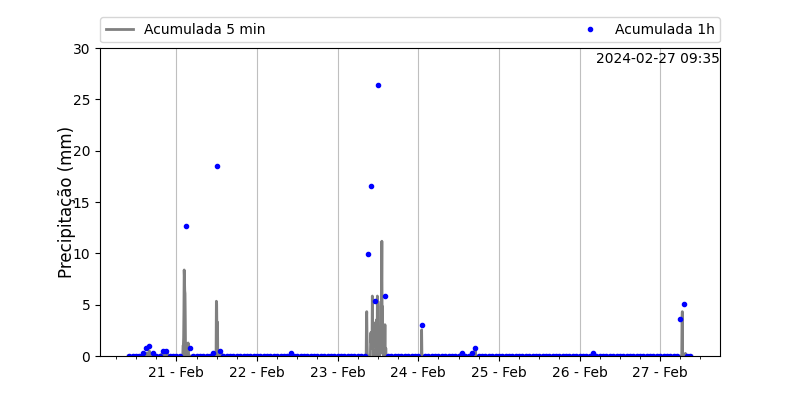 Acumulada 5 min Acumulada 1h
2024-02-27 09:35
Precipitação (mm)
30
25
20
15
10
5
0
21 - Feb 22 - Feb 23 - Feb 24 - Feb 25 - Feb 26 - Feb 27 - Feb